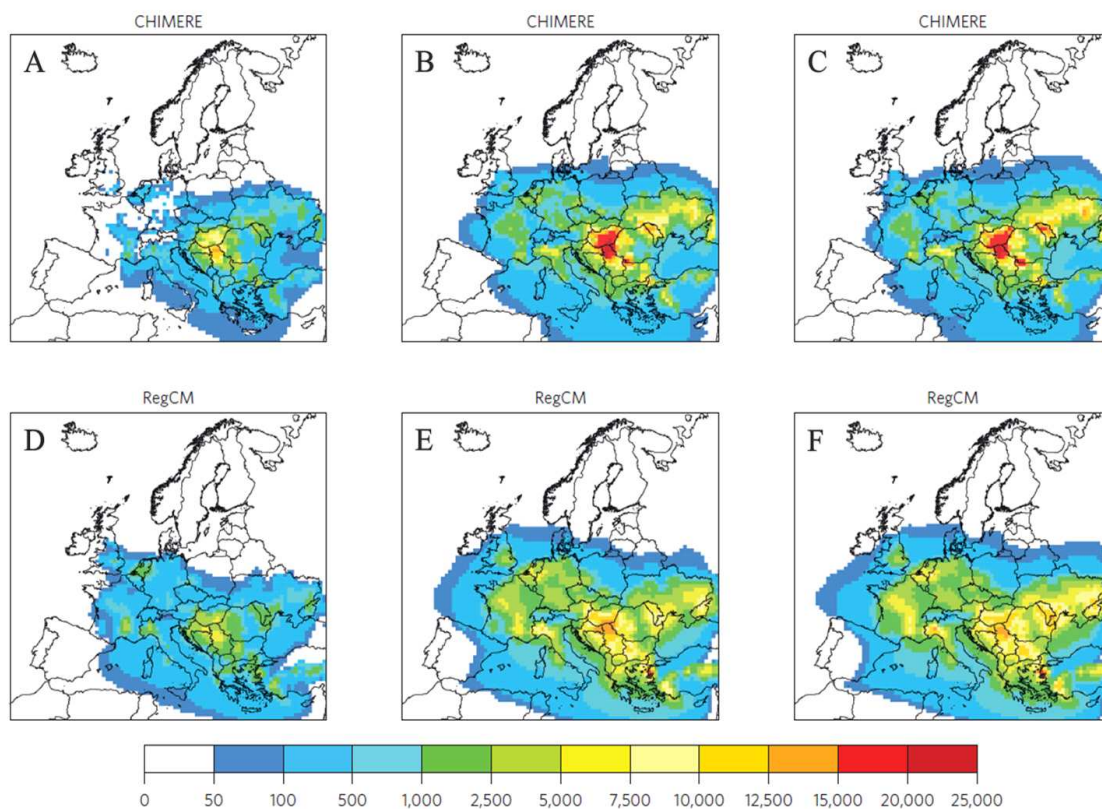 CHIMERE CHIMERE CHIMERE
A B C
RegCM RegCM RegCM
D E F
0 50 100 500 1,000 2,500 5,000 7,500 10,000 12,500 15,000 20,000 25,000